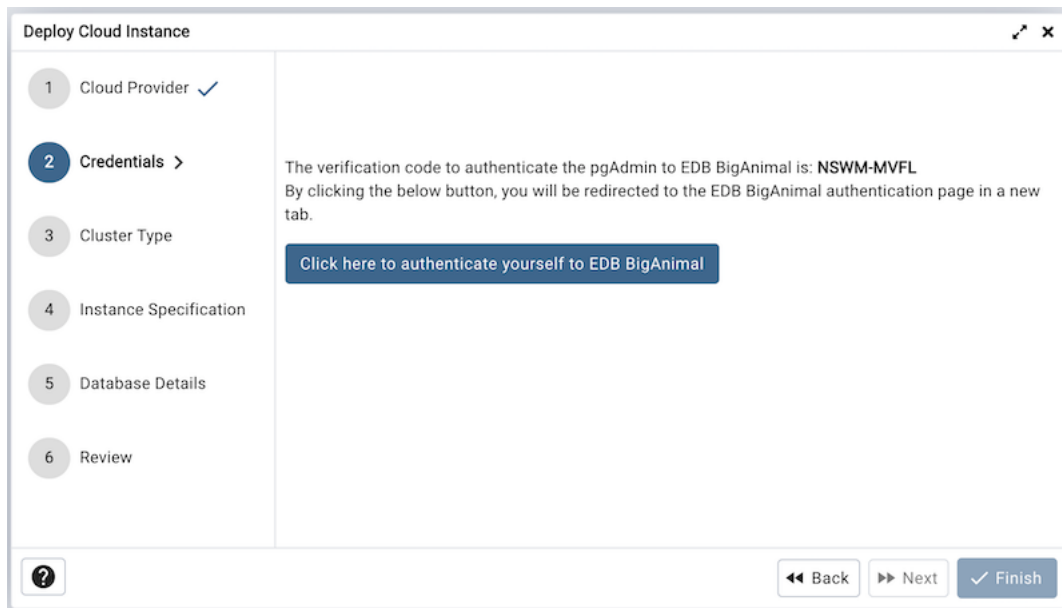 Deploy Cloud Instance
1 Cloud Provider
2 Credentials
3 Cluster Type
4 Instance Specification
5 Database Details
6 Review
The verification code to authenticate the pgAdmin to EDB BigAnimal is: NSWM-MVFL
By clicking the below button, you will be redirected to the EDB BigAnimal authentication page in a new
tab.
Click here to authenticate yourself to EDB BigAnimal
? Back Next Finish